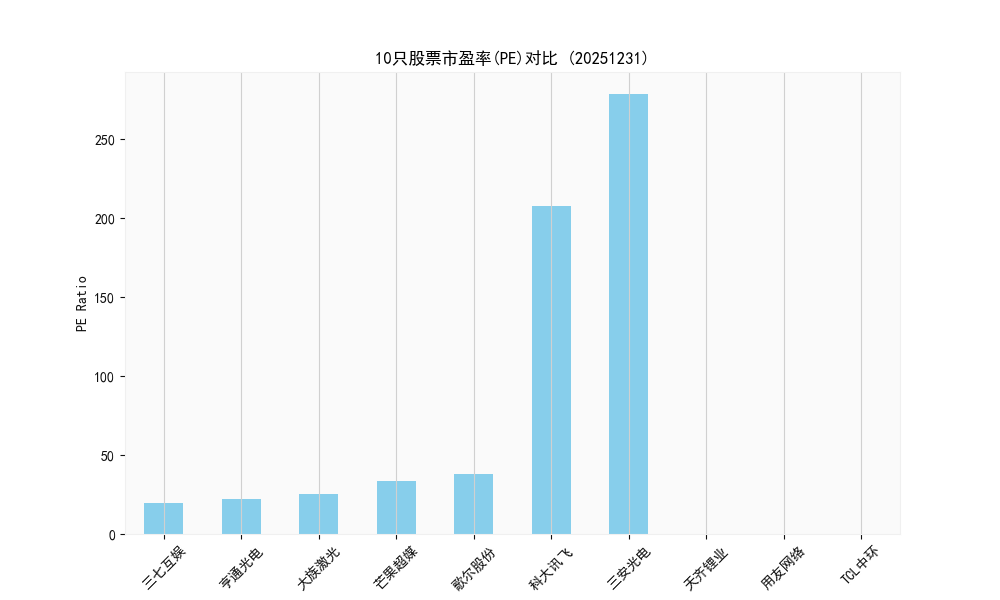 10只股票市盈率(PE)对比 (20251231)
PE Ratio
250
200
150
100
50
0
三七互娱
亨通光电
大族激光
芒果超媒
歌尔股份
科大讯飞
三安光电
天齐锂业
用友网络
TCL中环